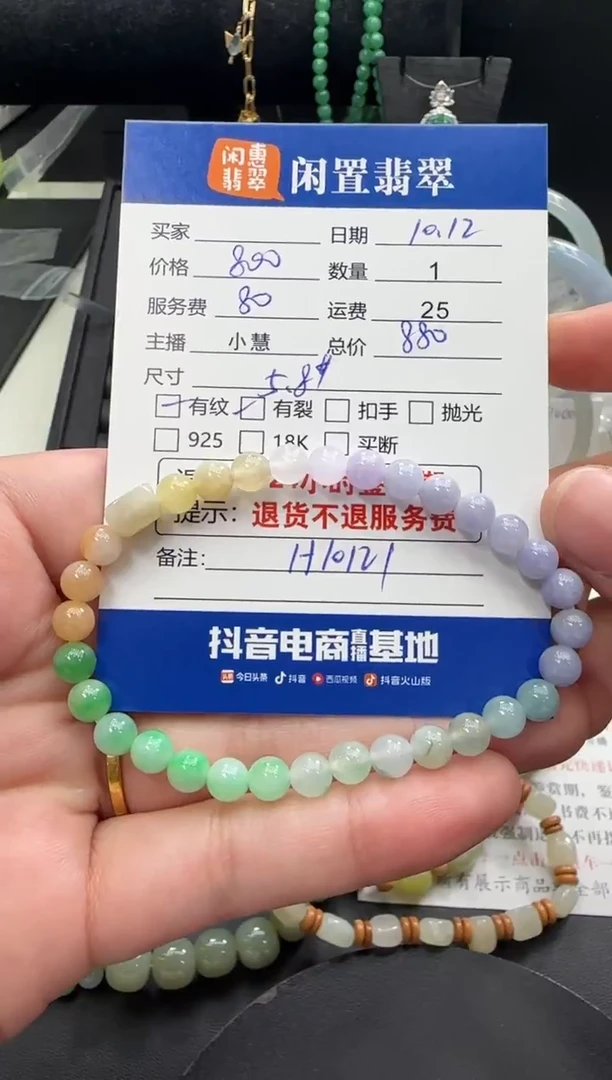 闲惠翡翠 闲置翡翠
买家 日期 10.12
价格 800 数量 1
服务费 80 运费 25
主播 小慧 总价 880
尺寸 5.8
有纹 有裂 扣手 抛光
925 18K 买断
提示：退货不退服务费
备注： H10121
抖音电商直播基地
头条 今日头条 抖音 西瓜视频 抖音火山版